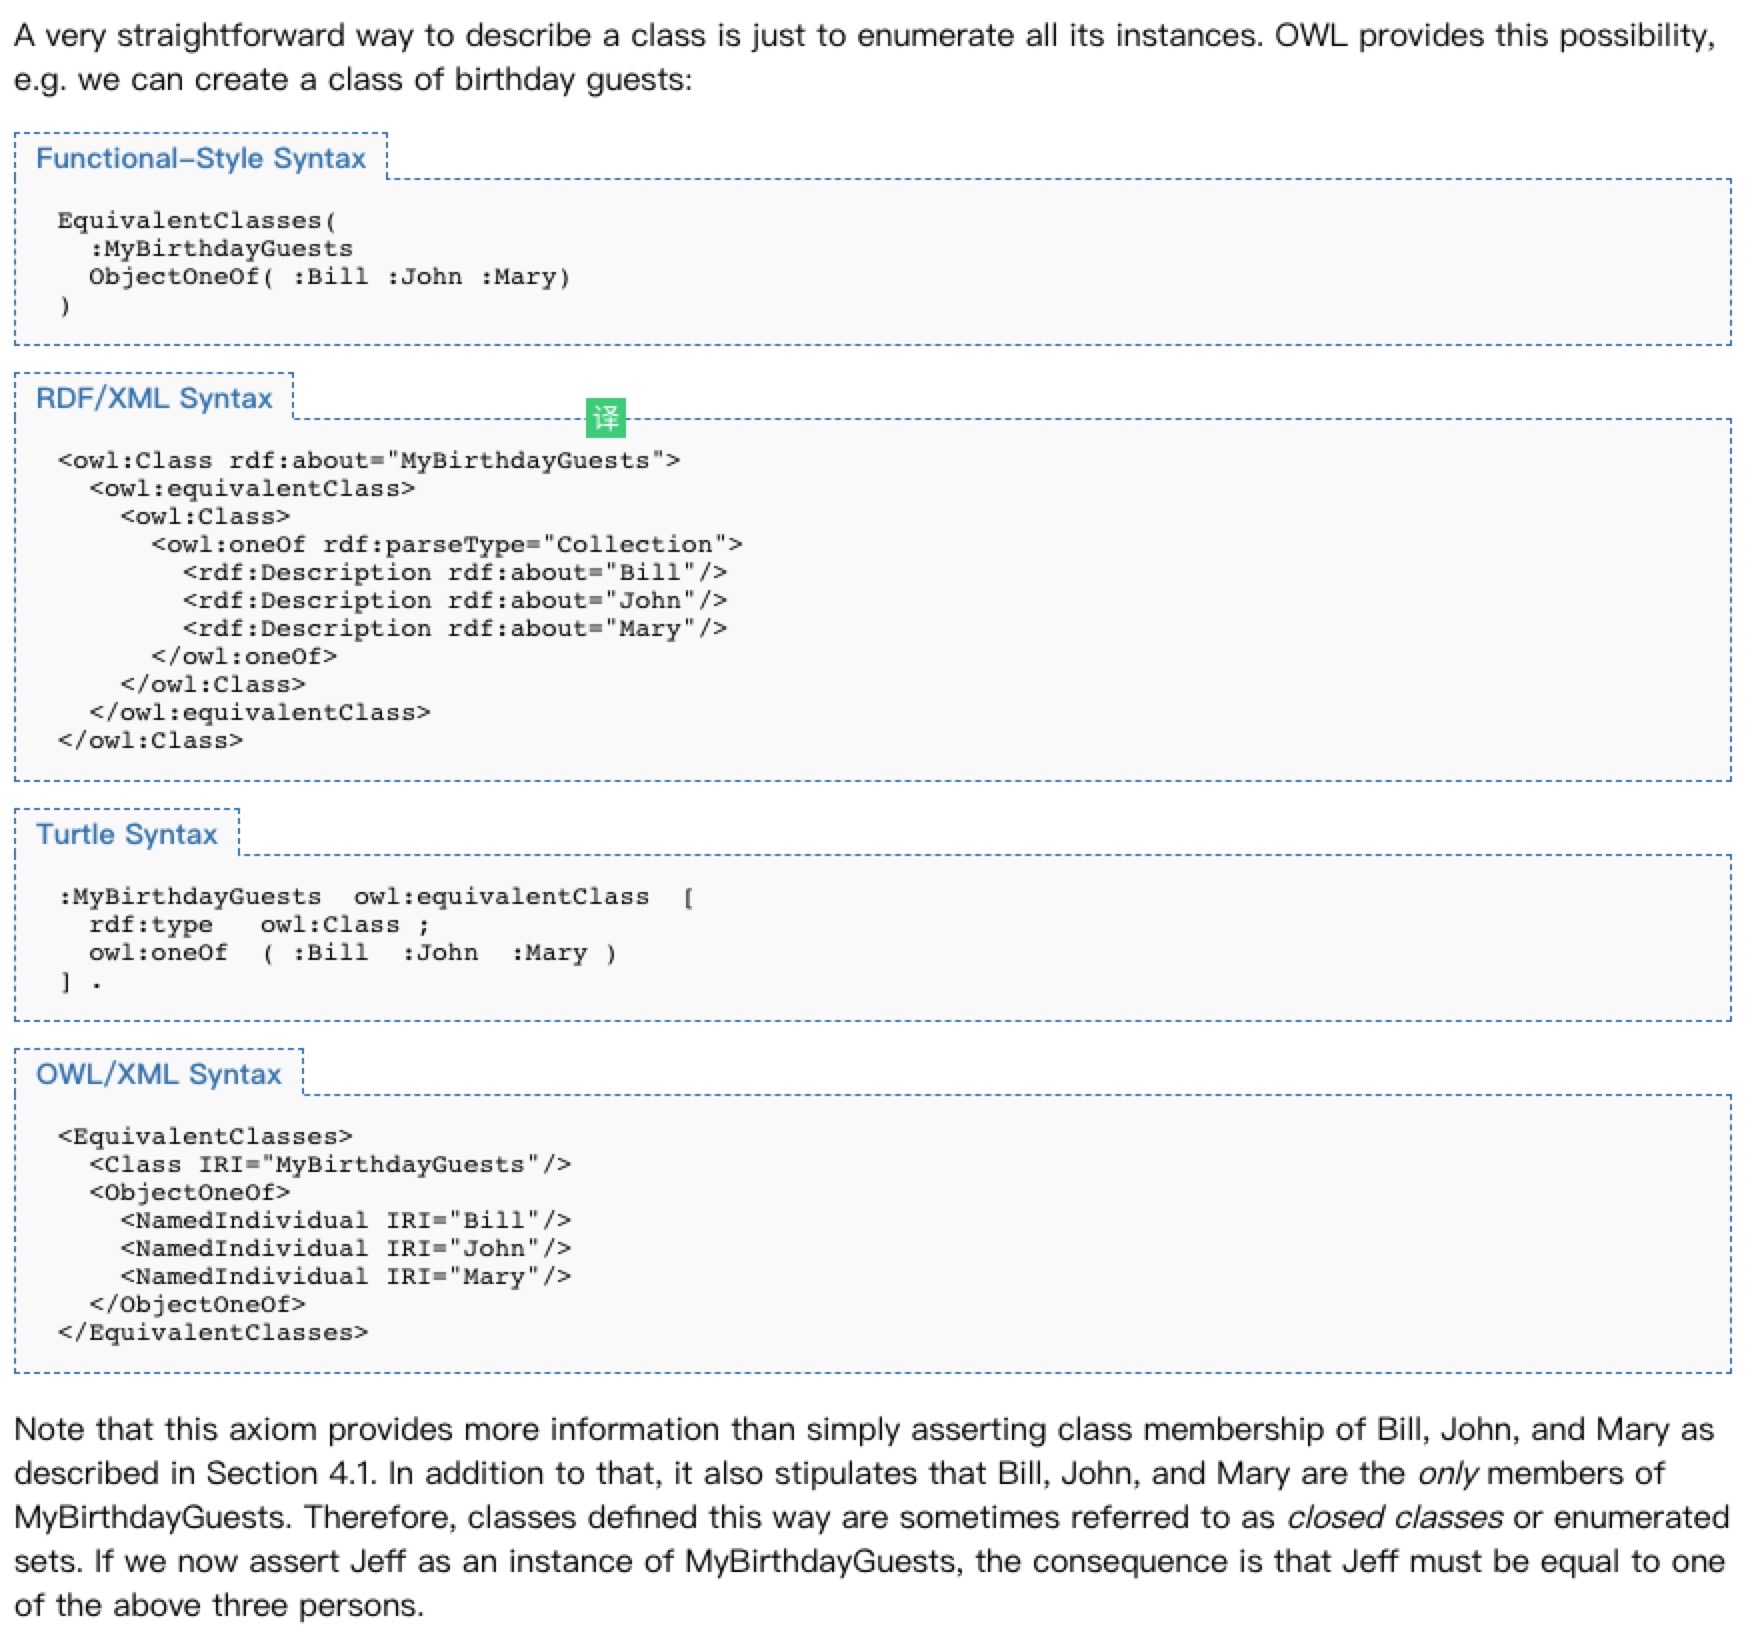 A very straightforward way to describe a class is just to enumerate all its instances. OWL provides this possibility,
e.g. we can create a class of birthday guests:
Functional–Style Syntax
EquivalentClasses(
  :MyBirthdayGuests
  ObjectOneOf( :Bill :John :Mary)
)
RDF/XML Syntax
译
<owl:Class rdf:about="MyBirthdayGuests">
  <owl:equivalentClass>
    <owl:Class>
      <owl:oneOf rdf:parseType="Collection">
        <rdf:Description rdf:about="Bill"/>
        <rdf:Description rdf:about="John"/>
        <rdf:Description rdf:about="Mary"/>
      </owl:oneOf>
    </owl:Class>
  </owl:equivalentClass>
</owl:Class>
Turtle Syntax
:MyBirthdayGuests  owl:equivalentClass  [
  rdf:type   owl:Class ;
  owl:oneOf  ( :Bill  :John  :Mary )
] .
OWL/XML Syntax
<EquivalentClasses>
  <Class IRI="MyBirthdayGuests"/>
  <ObjectOneOf>
    <NamedIndividual IRI="Bill"/>
    <NamedIndividual IRI="John"/>
    <NamedIndividual IRI="Mary"/>
  </ObjectOneOf>
</EquivalentClasses>
Note that this axiom provides more information than simply asserting class membership of Bill, John, and Mary as
described in Section 4.1. In addition to that, it also stipulates that Bill, John, and Mary are the only members of
MyBirthdayGuests. Therefore, classes defined this way are sometimes referred to as closed classes or enumerated
sets. If we now assert Jeff as an instance of MyBirthdayGuests, the consequence is that Jeff must be equal to one
of the above three persons.